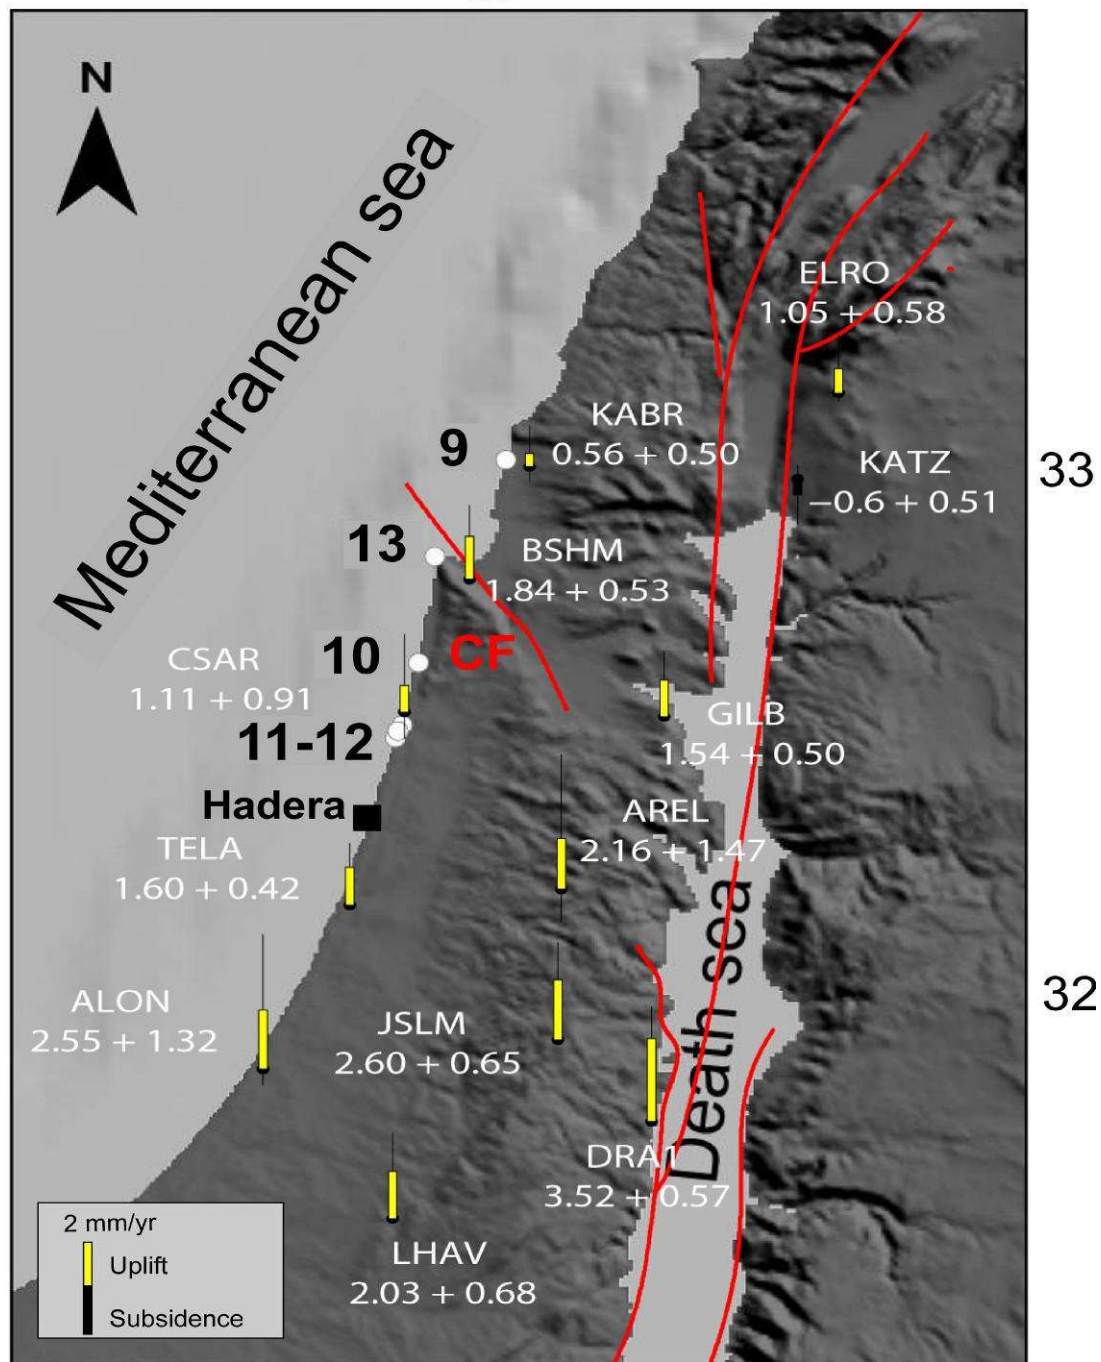 N
Mediterranean sea
ELRO
1.05 + 0.58
KABR
0.56 + 0.50
9
33
KATZ
−0.6 + 0.51
13
BSHM
1.84 + 0.53
CF
10
CSAR
1.11 + 0.91
GILB
1.54 + 0.50
11-12
Hadera
AREL
2.16 + 1.47
TELA
1.60 + 0.42
Death sea
32
ALON
2.55 + 1.32
JSLM
2.60 + 0.65
DRA1
3.52 + 0.57
LHAV
2.03 + 0.68
2 mm/yr
Uplift
Subsidence